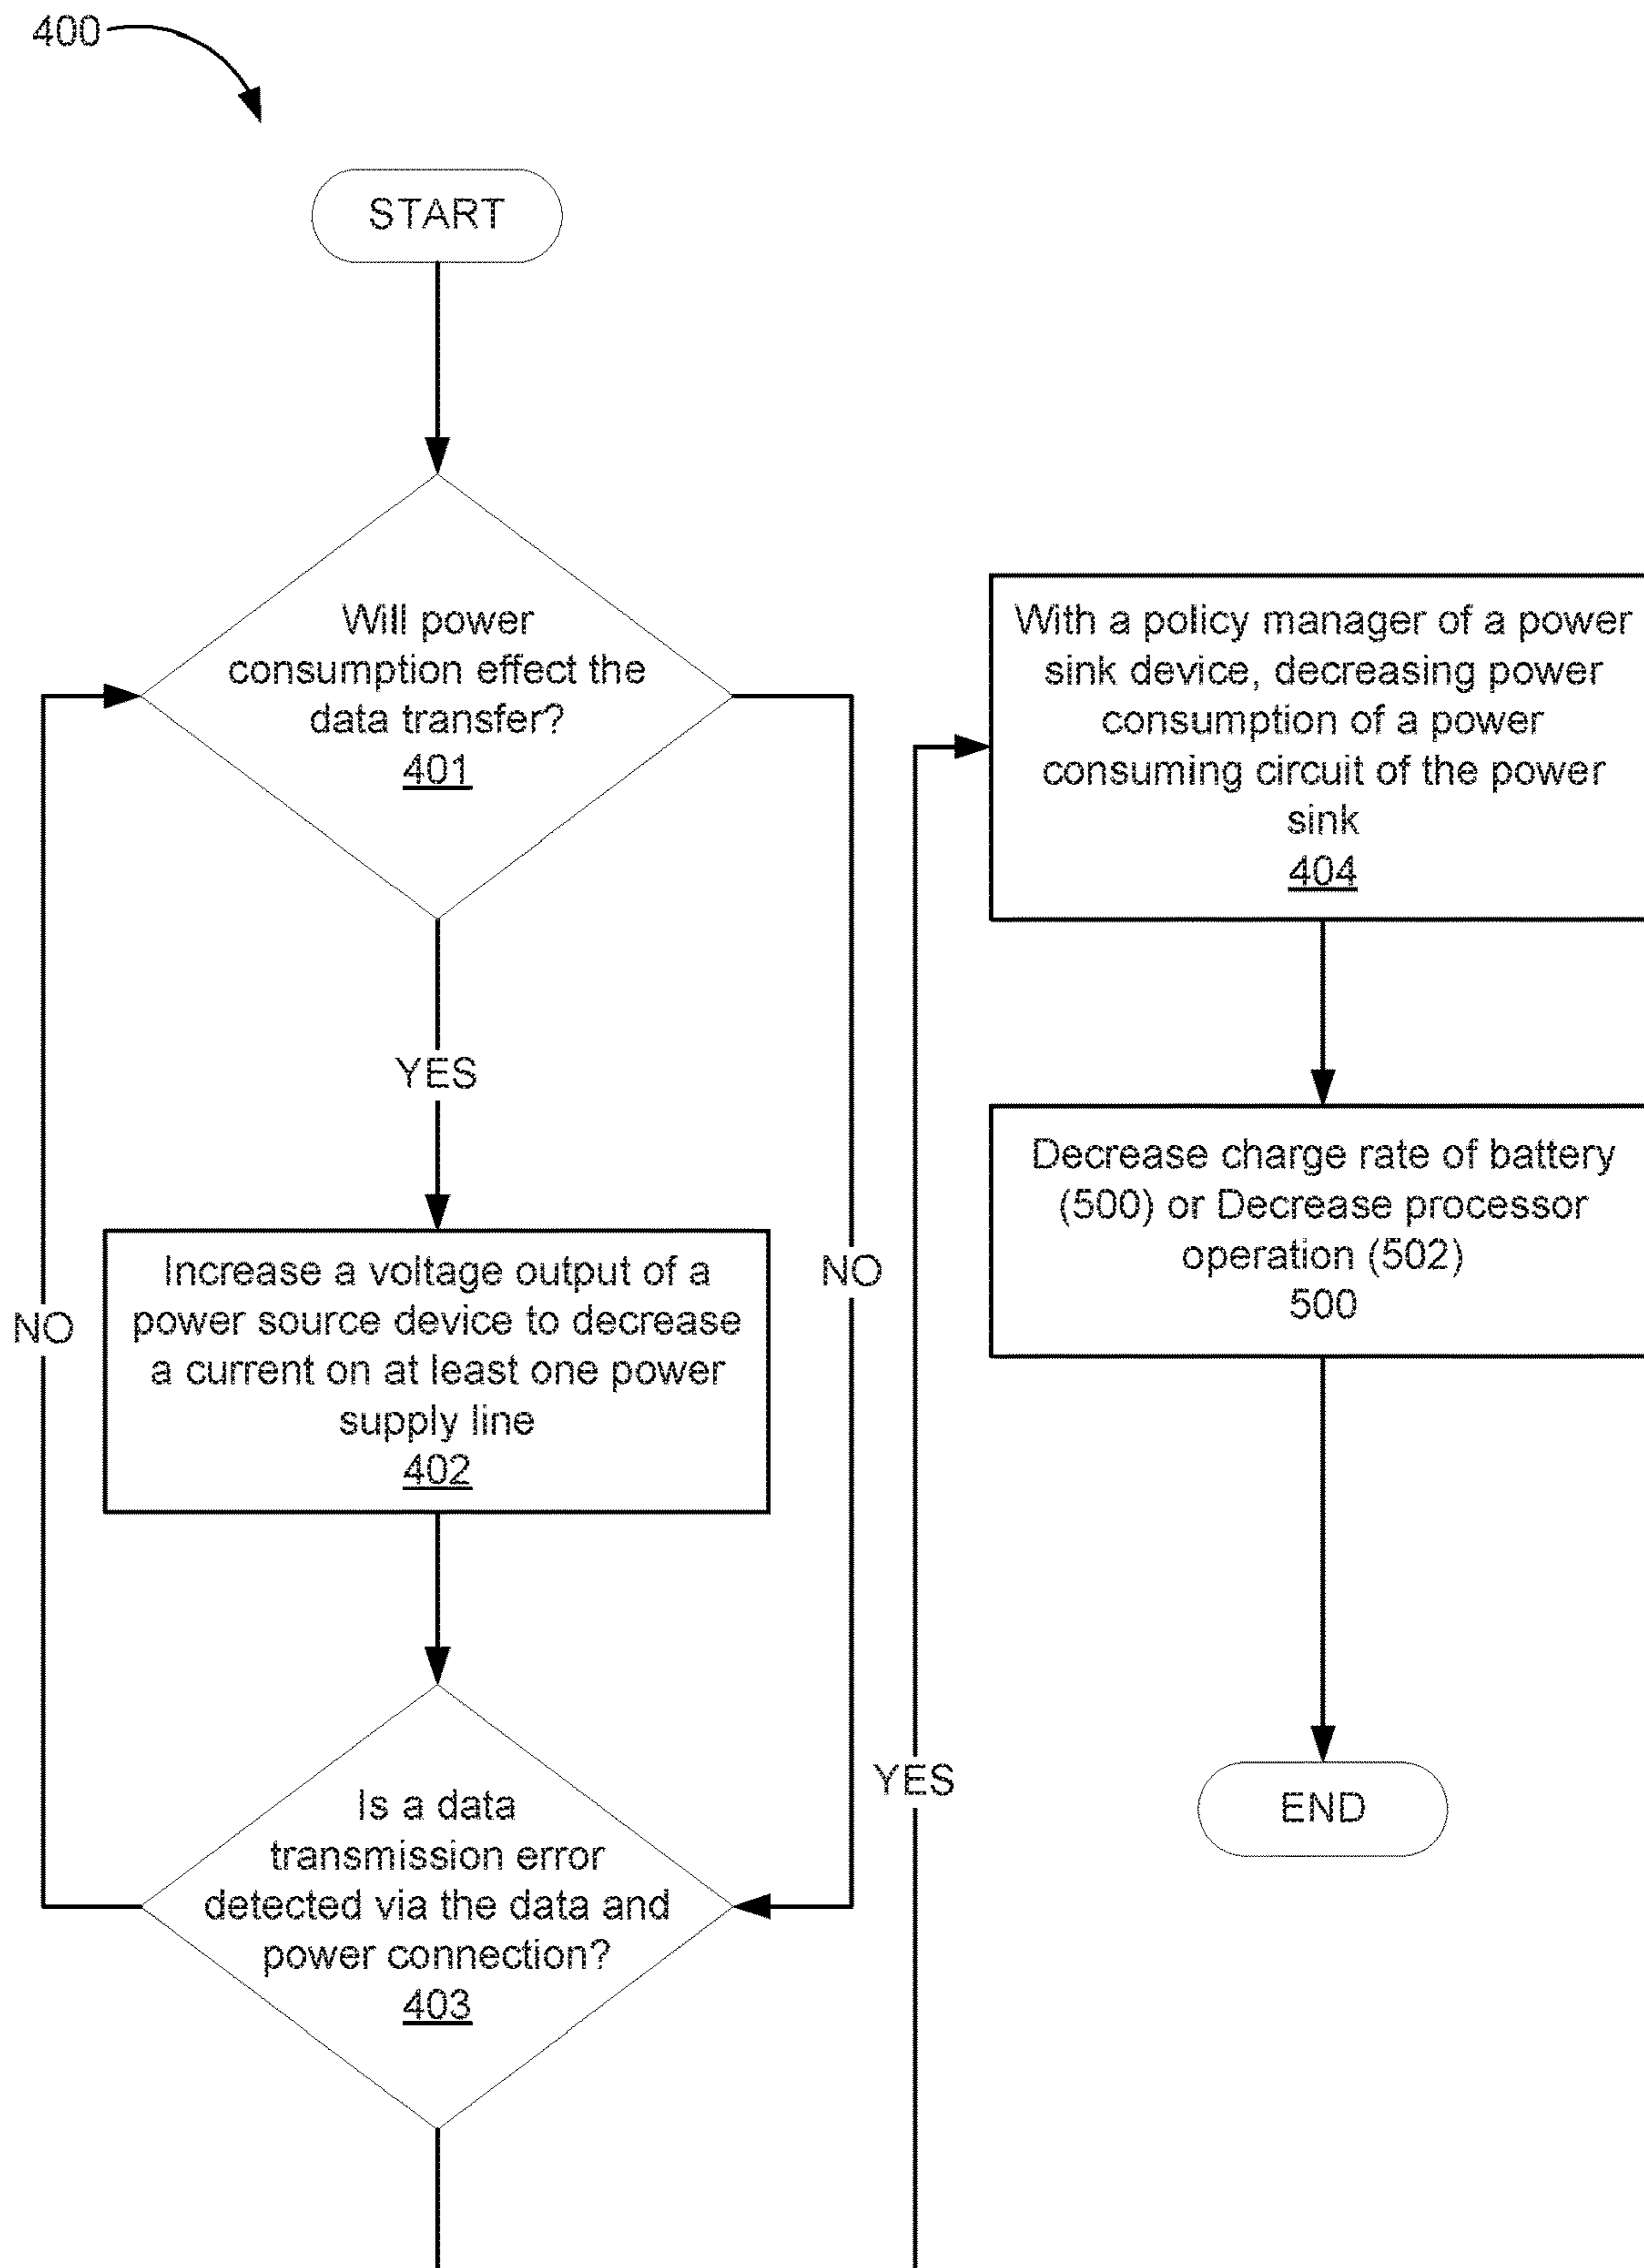 400
START
Will power
consumption effect the
data transfer?
401
YES
NO
Increase a voltage output of a
power source device to decrease
a current on at least one power
supply line
402
NO
Is a data
transmission error
detected via the data and
power connection?
403
YES
With a policy manager of a power
sink device, decreasing power
consumption of a power
consuming circuit of the power
sink
404
Decrease charge rate of battery
(500) or Decrease processor
operation (502)
500
END